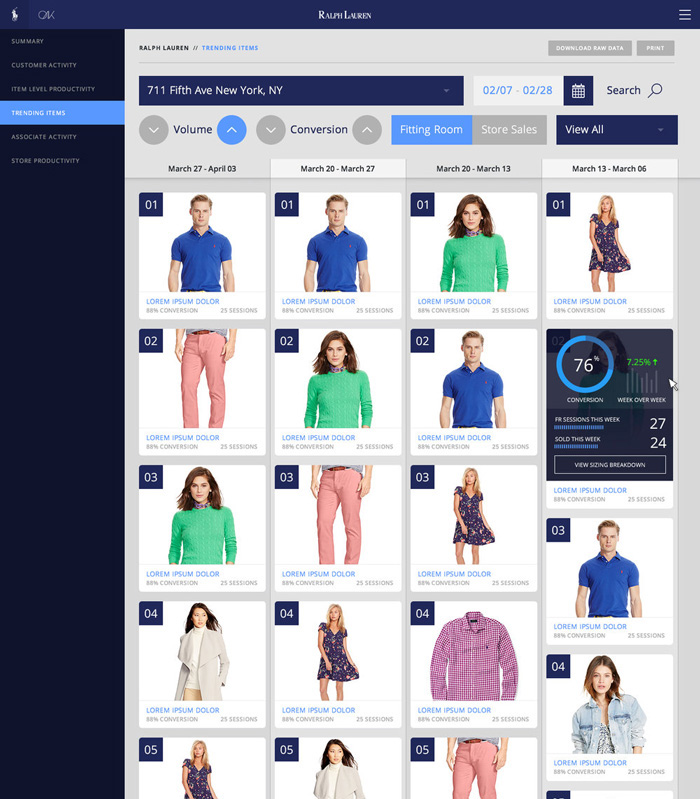 RALPH LAUREN
SUMMARY
CUSTOMER ACTIVITY
ITEM LEVEL PRODUCTIVITY
TRENDING ITEMS
ASSOCIATE ACTIVITY
STORE PRODUCTIVITY
RALPH LAUREN // TRENDING ITEMS
DOWNLOAD RAW DATA
PRINT
711 Fifth Ave New York, NY
02/07 - 02/28
Search
Volume
Conversion
Fitting Room
Store Sales
View All
March 27 - April 03
March 20 - March 27
March 20 - March 13
March 13 - March 06
01
LOREM IPSUM DOLOR
88% CONVERSION 25 SESSIONS
01
LOREM IPSUM DOLOR
88% CONVERSION 25 SESSIONS
01
LOREM IPSUM DOLOR
88% CONVERSION 25 SESSIONS
01
LOREM IPSUM DOLOR
88% CONVERSION 25 SESSIONS
02
LOREM IPSUM DOLOR
88% CONVERSION 25 SESSIONS
02
LOREM IPSUM DOLOR
88% CONVERSION 25 SESSIONS
02
LOREM IPSUM DOLOR
88% CONVERSION 25 SESSIONS
02
76%
7.25%
CONVERSION
WEEK OVER WEEK
FR SESSIONS THIS WEEK 27
SOLD THIS WEEK 24
VIEW SIZING BREAKDOWN
LOREM IPSUM DOLOR
88% CONVERSION 25 SESSIONS
03
LOREM IPSUM DOLOR
88% CONVERSION 25 SESSIONS
03
LOREM IPSUM DOLOR
88% CONVERSION 25 SESSIONS
03
LOREM IPSUM DOLOR
88% CONVERSION 25 SESSIONS
03
LOREM IPSUM DOLOR
88% CONVERSION 25 SESSIONS
04
LOREM IPSUM DOLOR
88% CONVERSION 25 SESSIONS
04
LOREM IPSUM DOLOR
88% CONVERSION 25 SESSIONS
04
LOREM IPSUM DOLOR
88% CONVERSION 25 SESSIONS
04
LOREM IPSUM DOLOR
88% CONVERSION 25 SESSIONS
05
05
05